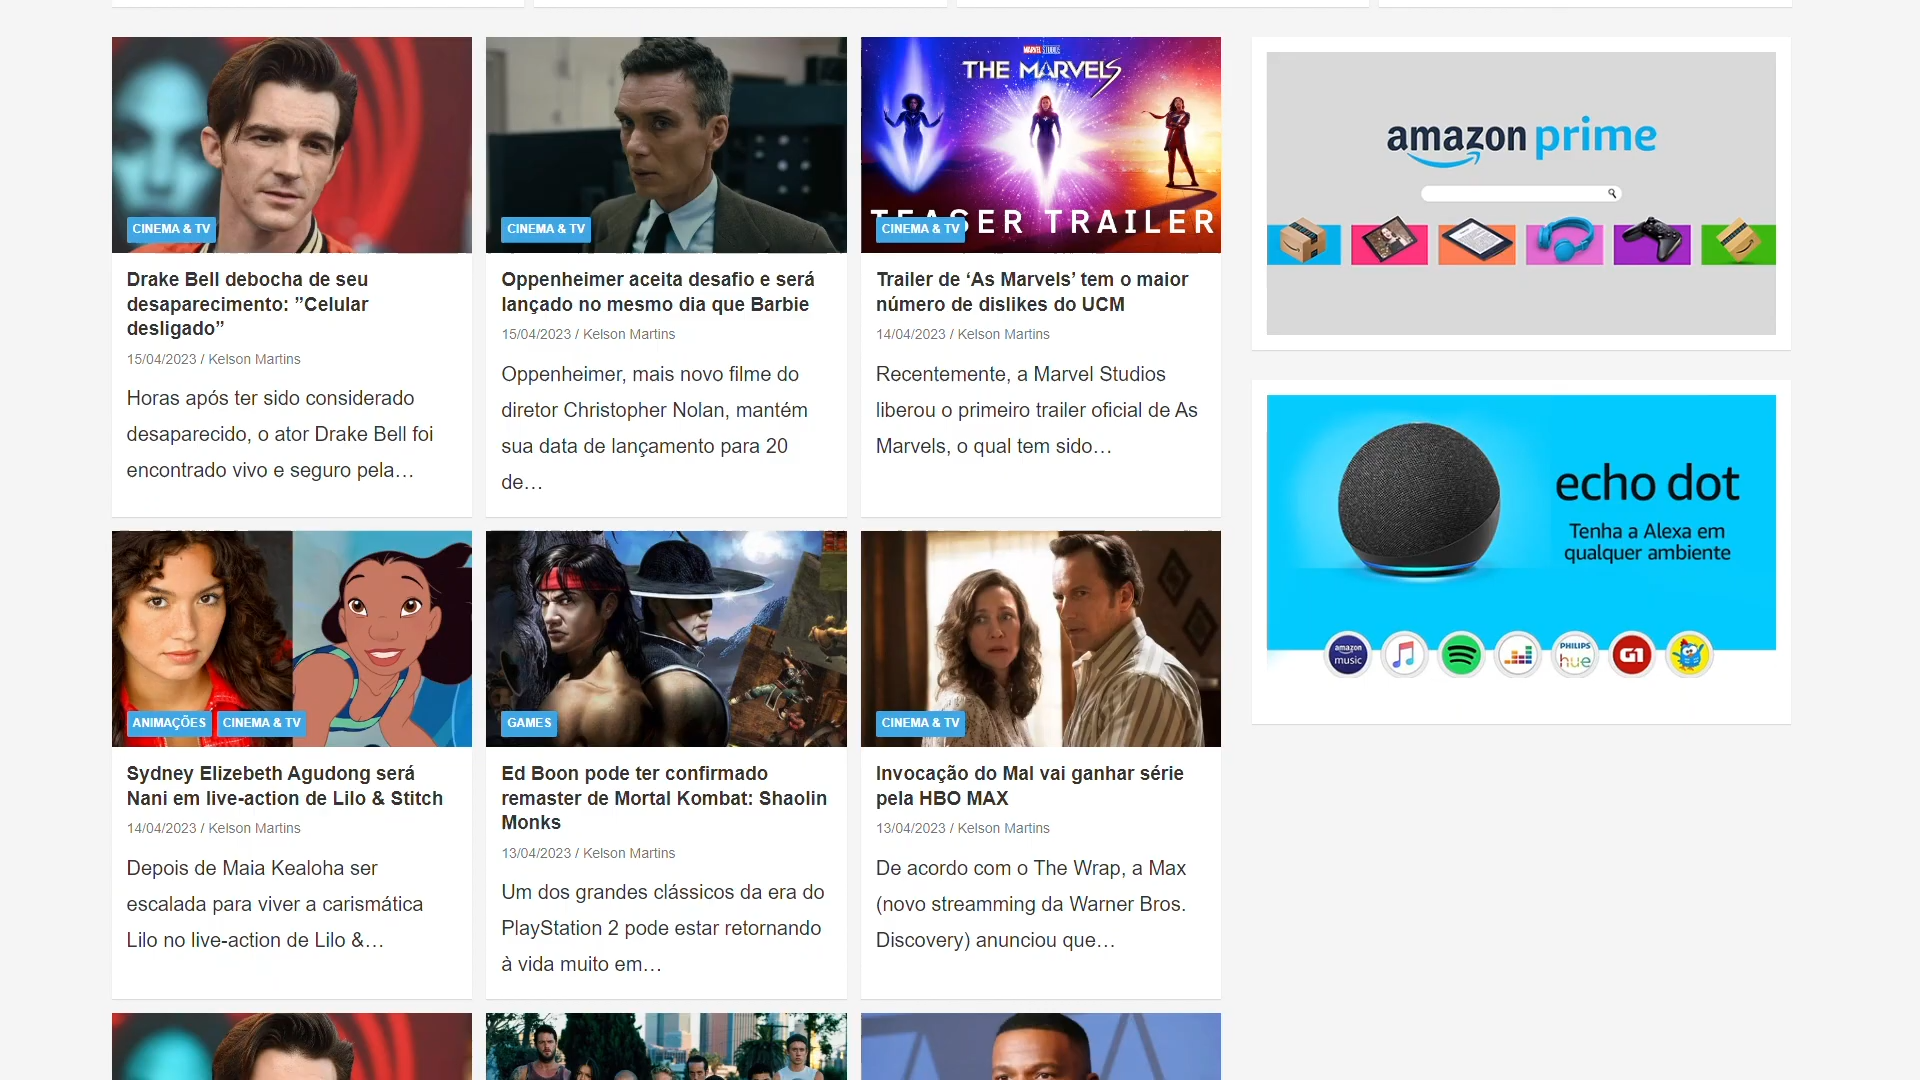 MARVEL STUDIOS
THE MARVELS
TEASER TRAILER
CINEMA & TV
CINEMA & TV
CINEMA & TV
Drake Bell debocha de seu
desaparecimento: ”Celular
desligado”
15/04/2023 / Kelson Martins
Horas após ter sido considerado
desaparecido, o ator Drake Bell foi
encontrado vivo e seguro pela…
Oppenheimer aceita desafio e será
lançado no mesmo dia que Barbie
15/04/2023 / Kelson Martins
Oppenheimer, mais novo filme do
diretor Christopher Nolan, mantém
sua data de lançamento para 20
de…
Trailer de ‘As Marvels’ tem o maior
número de dislikes do UCM
14/04/2023 / Kelson Martins
Recentemente, a Marvel Studios
liberou o primeiro trailer oficial de As
Marvels, o qual tem sido…
ANIMAÇÕES
CINEMA & TV
Sydney Elizebeth Agudong será
Nani em live-action de Lilo & Stitch
14/04/2023 / Kelson Martins
Depois de Maia Kealoha ser
escalada para viver a carismática
Lilo no live-action de Lilo &…
GAMES
Ed Boon pode ter confirmado
remaster de Mortal Kombat: Shaolin
Monks
13/04/2023 / Kelson Martins
Um dos grandes clássicos da era do
PlayStation 2 pode estar retornando
à vida muito em…
CINEMA & TV
Invocação do Mal vai ganhar série
pela HBO MAX
13/04/2023 / Kelson Martins
De acordo com o The Wrap, a Max
(novo streamming da Warner Bros.
Discovery) anunciou que…
amazon prime
echo dot
Tenha a Alexa em
qualquer ambiente
amazon
music
PHILIPS
hue
G1